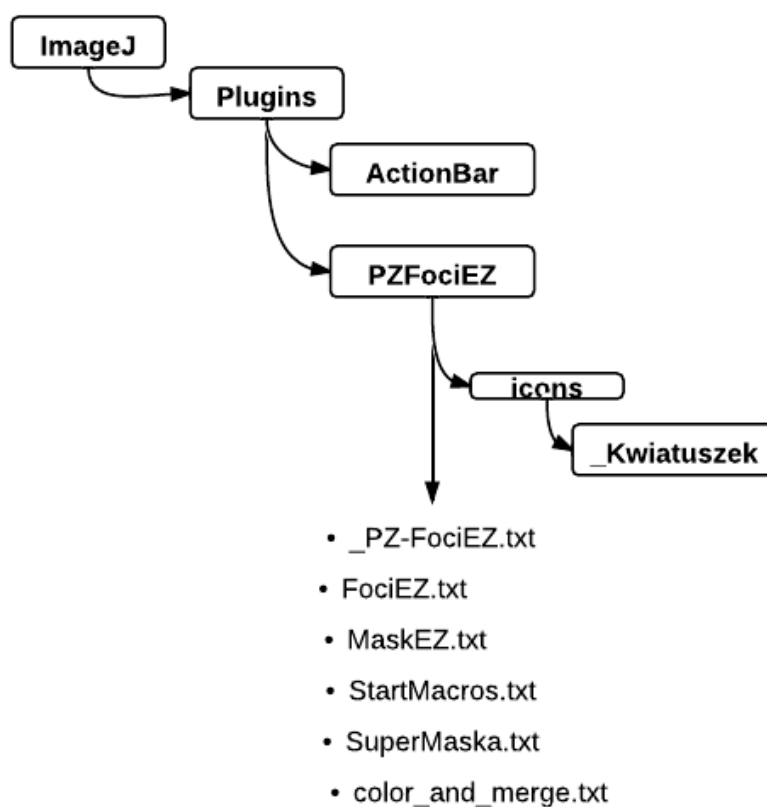 ImageJ
Plugins
ActionBar
PZFociEZ
icons
_Kwiatuszek
• _PZ-FociEZ.txt
• FociEZ.txt
• MaskEZ.txt
• StartMacros.txt
• SuperMaska.txt
• color_and_merge.txt